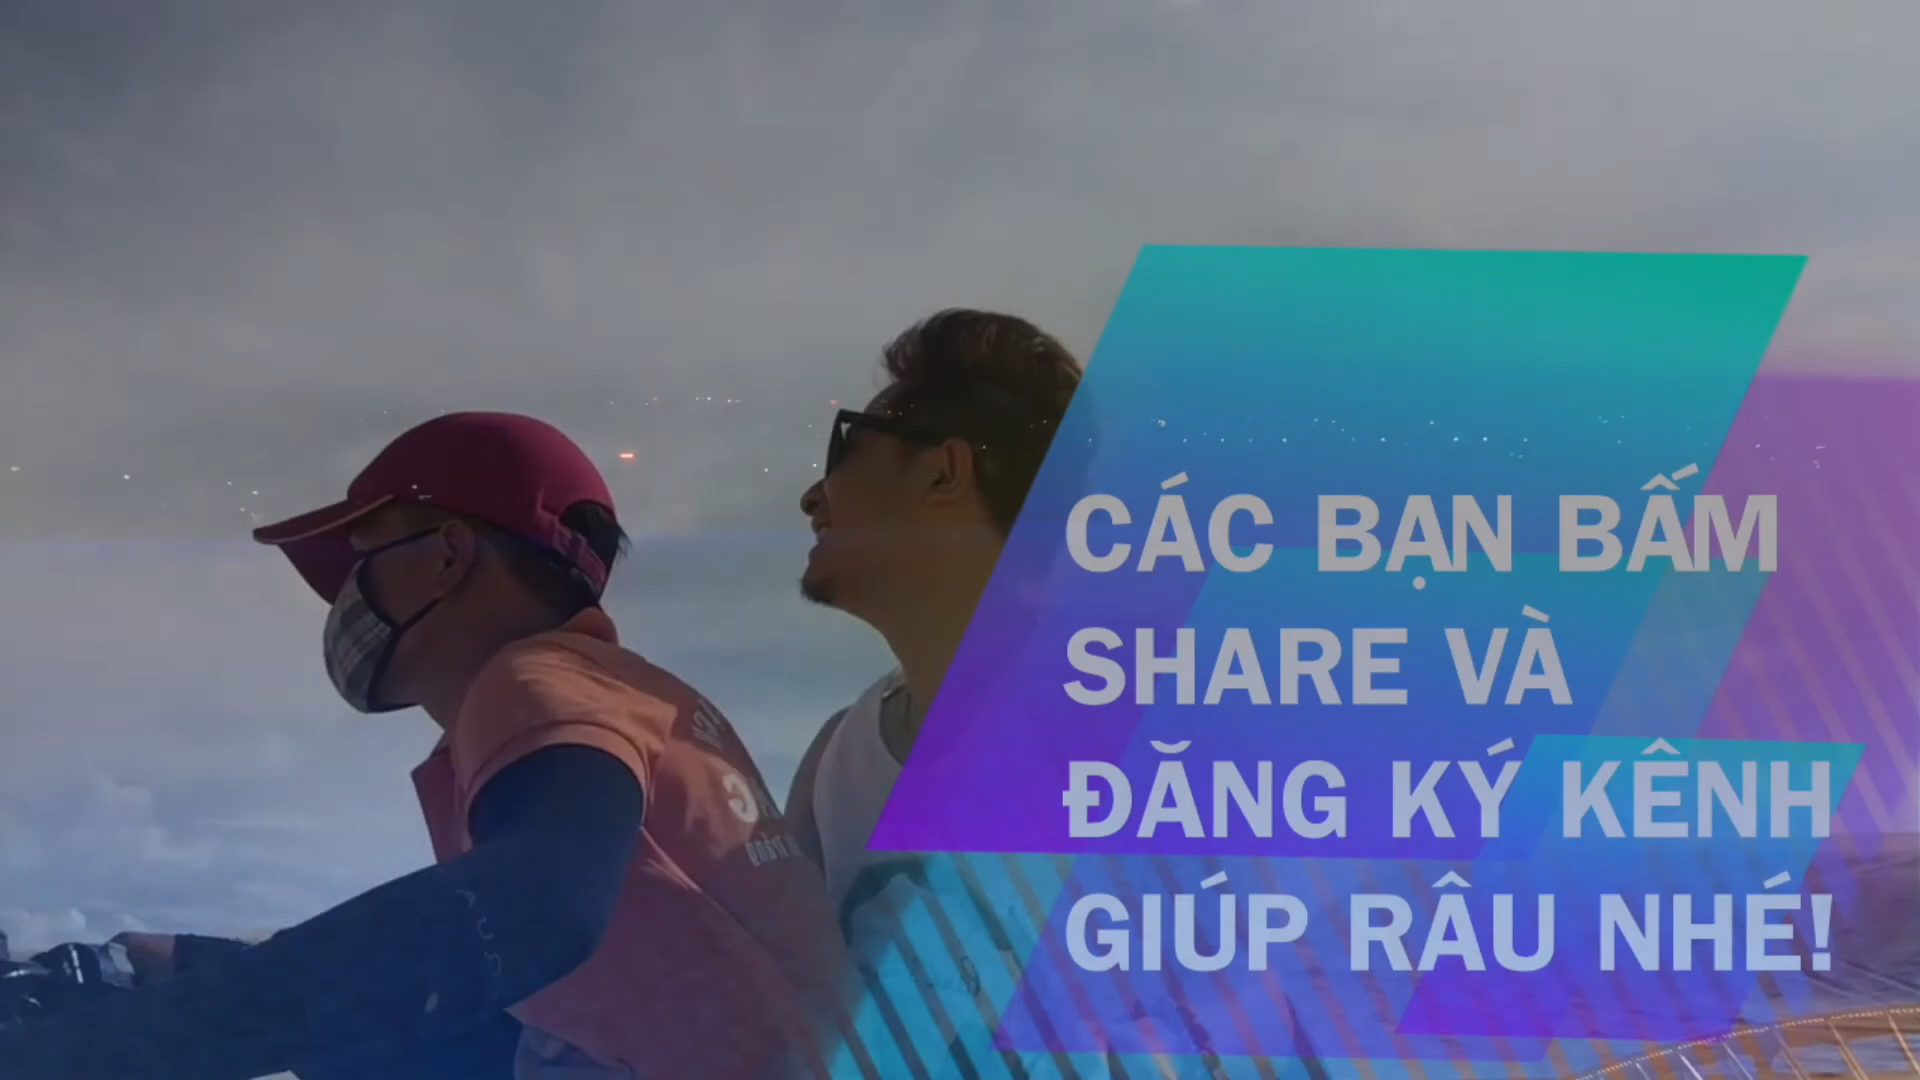 CÁC BẠN BẤM
SHARE VÀ
ĐĂNG KÝ KÊNH
GIÚP RÂU NHÉ!